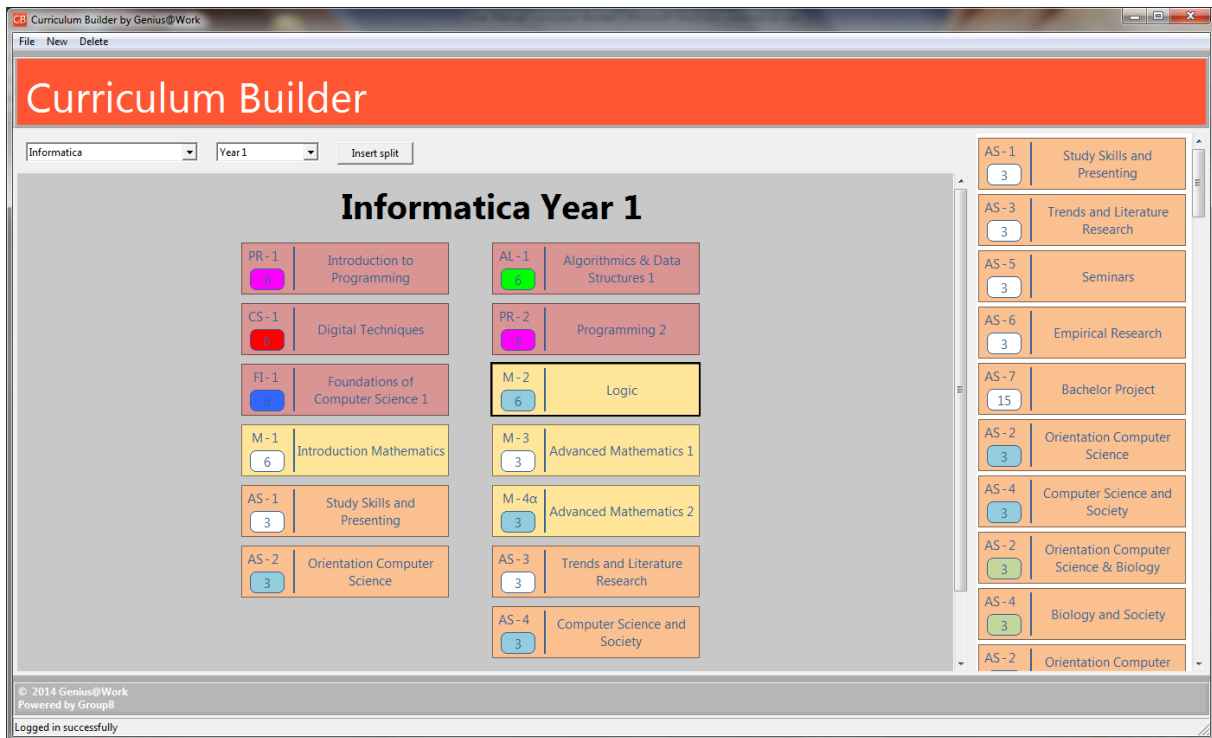 CB Curriculum Builder by Genius@Work
File New Delete
Curriculum Builder
Informatica Year 1 Insert split
Informatica Year 1
PR-1
6
Introduction to
Programming
CS-1
6
Digital Techniques
FI-1
6
Foundations of
Computer Science 1
M-1
6
Introduction Mathematics
AS-1
3
Study Skills and
Presenting
AS-2
3
Orientation Computer
Science
AL-1
6
Algorithmics & Data
Structures 1
PR-2
6
Programming 2
M-2
6
Logic
M-3
3
Advanced Mathematics 1
M-4α
3
Advanced Mathematics 2
AS-3
3
Trends and Literature
Research
AS-4
3
Computer Science and
Society
AS-1
3
Study Skills and
Presenting
AS-3
3
Trends and Literature
Research
AS-5
3
Seminars
AS-6
3
Empirical Research
AS-7
15
Bachelor Project
AS-2
3
Orientation Computer
Science
AS-4
3
Computer Science and
Society
AS-2
3
Orientation Computer
Science & Biology
AS-4
3
Biology and Society
AS-2
Orientation Computer
© 2014 Genius@Work
Powered by Group8
Logged in successfully